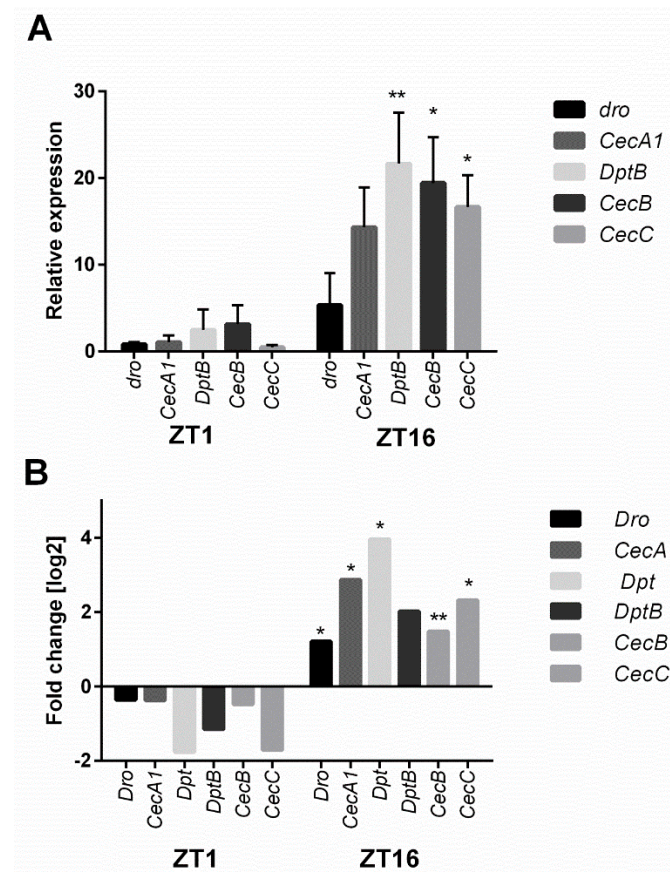 A
30
20
10
0
Relative expression
**
*
*
dro
CecA1
DptB
CecB
CecC
dro
CecA1
DptB
CecB
CecC
dro
CecA1
DptB
CecB
CecC
ZT1
ZT16
B
4
2
0
-2
Fold change [log2]
*
*
*
**
*
Dro
CecA
Dpt
DptB
CecB
CecC
Dro
CecA1
Dpt
DptB
CecB
CecC
Dro
CecA1
Dpt
DptB
CecB
CecC
ZT1
ZT16